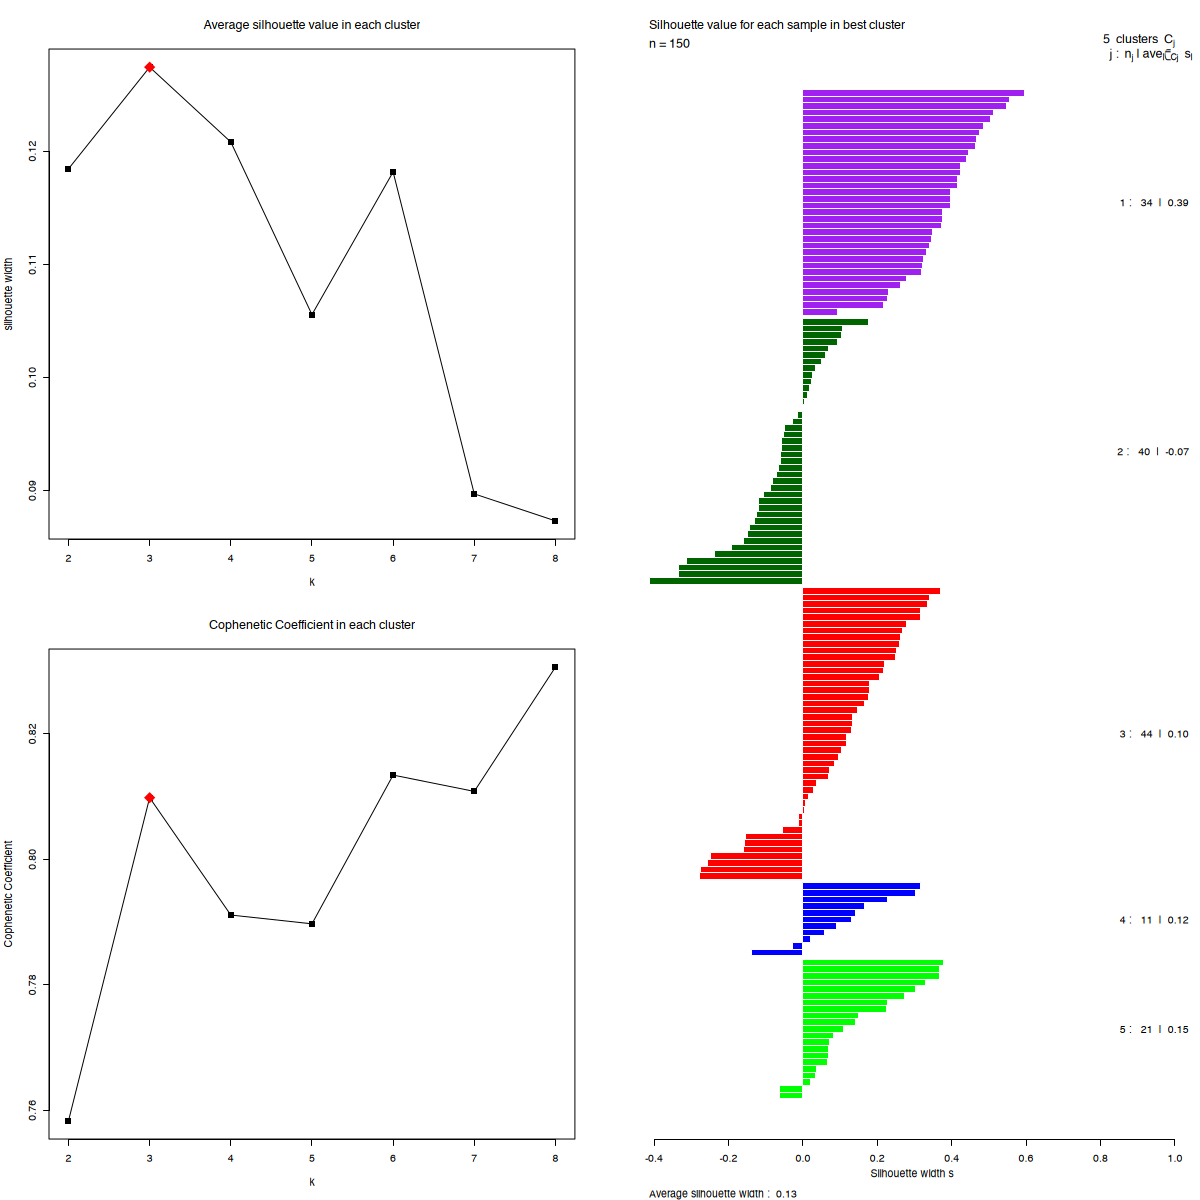 Average silhouette value in each cluster
silhouette width
0.09
0.10
0.11
0.12
2 3 4 5 6 7 8
k
Cophenetic Coefficient in each cluster
Cophenetic Coefficient
0.76
0.78
0.80
0.82
2 3 4 5 6 7 8
k
Silhouette value for each sample in best cluster
n = 150
5 clusters Cj
j : nj | avei∈Cj si
1 : 34 | 0.39
2 : 40 | -0.07
3 : 44 | 0.10
4 : 11 | 0.12
5 : 21 | 0.15
-0.4 -0.2 0.0 0.2 0.4 0.6 0.8 1.0
Silhouette width s
Average silhouette width : 0.13